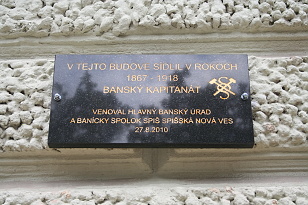 V TEJTO BUDOVE SÍDLIL V ROKOCH
1867 - 1918
BANSKÝ KAPITANÁT
VENOVAL HLAVNÝ BANSKÝ ÚRAD
A BANÍCKY SPOLOK SPIŠ SPIŠSKÁ NOVÁ VES
27.8.2010